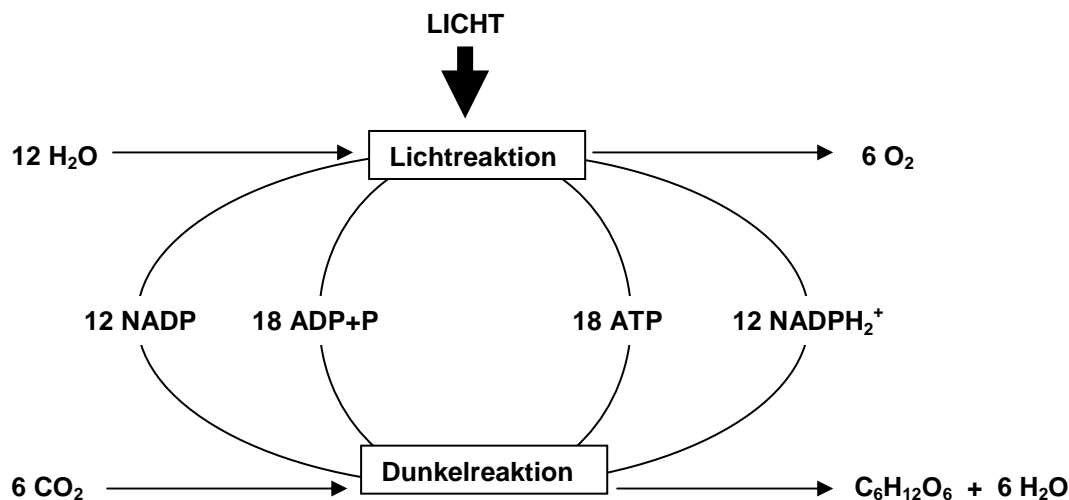 LICHT
12 H₂O Lichtreaktion 6 O₂
12 NADP 18 ADP+P 18 ATP 12 NADPH₂⁺
6 CO₂ Dunkelreaktion C₆H₁₂O₆ + 6 H₂O